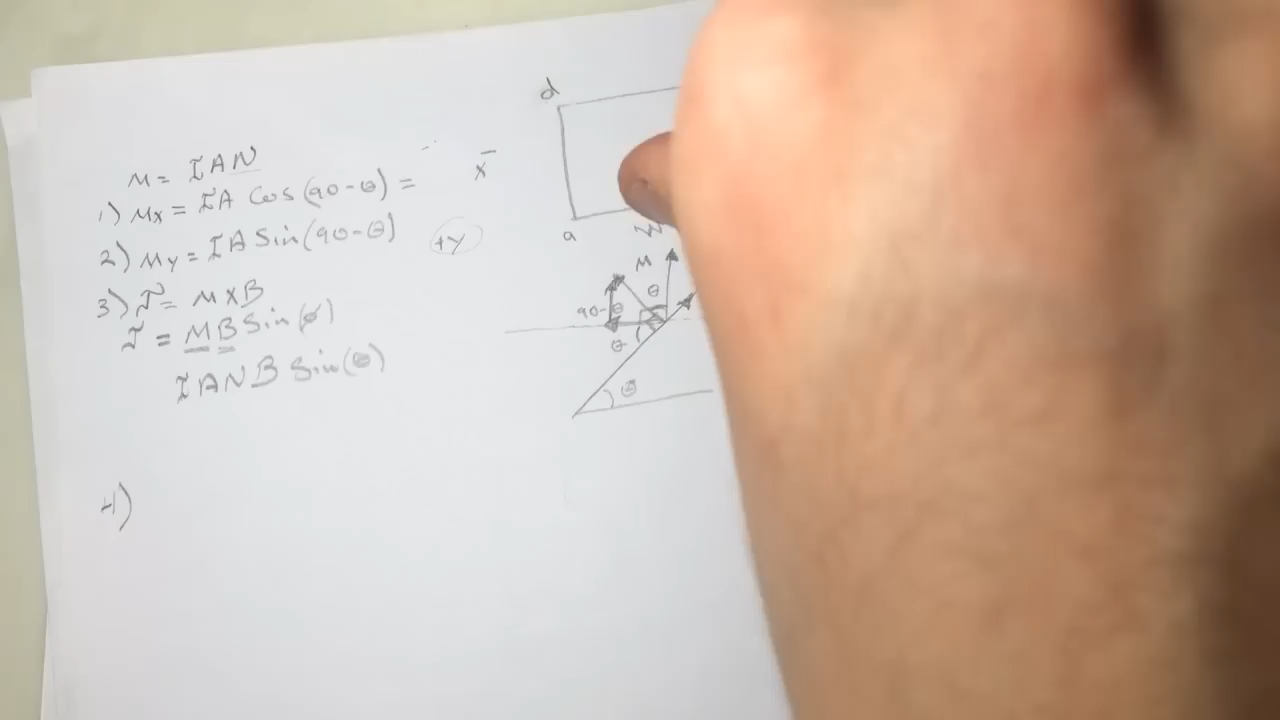 M = IAN
1) Mx = IA Cos(90-θ) =
x̄
2) My = IA Sin(90-θ)
+y
3) τ = M x B
τ = MB Sin(ø)
IANB Sin(θ)
4)
d
a
M
θ
90-
θ
θ
θ